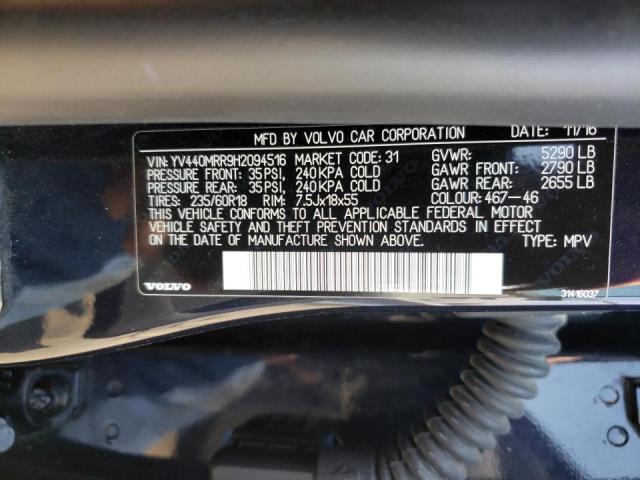 MFD BY VOLVO CAR CORPORATION DATE: 11/16
VIN: YV440MRR9H2094516 MARKET CODE: 31 GVWR: 5290 LB
PRESSURE FRONT: 35 PSI, 240 KPA COLD GAWR FRONT: 2790 LB
PRESSURE REAR: 35 PSI, 240 KPA COLD GAWR REAR: 2655 LB
TIRES: 235/60R18 RIM: 7.5Jx18x55 COLOUR: 467-46
THIS VEHICLE CONFORMS TO ALL APPLICABLE FEDERAL MOTOR
VEHICLE SAFETY AND THEFT PREVENTION STANDARDS IN EFFECT
ON THE DATE OF MANUFACTURE SHOWN ABOVE. TYPE: MPV
VOLVO 31416037